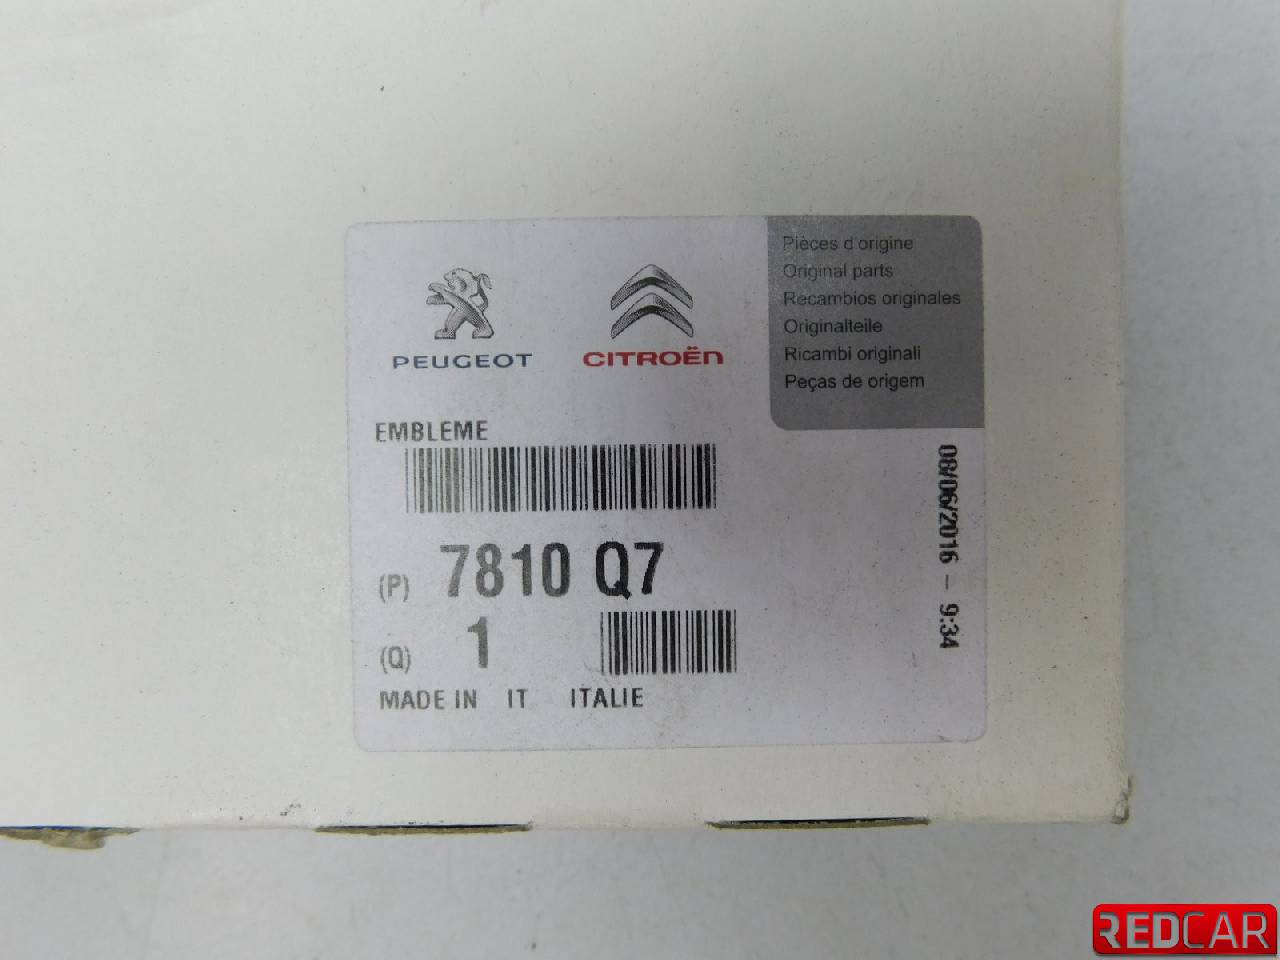 PEUGEOT
CITROËN
Pièces d'origine
Original parts
Recambios originales
Originalteile
Ricambi originali
Peças de origem
EMBLEME
(P) 7810 Q7
(Q) 1
MADE IN IT ITALIE
08/06/2016 - 9:34
REDCAR